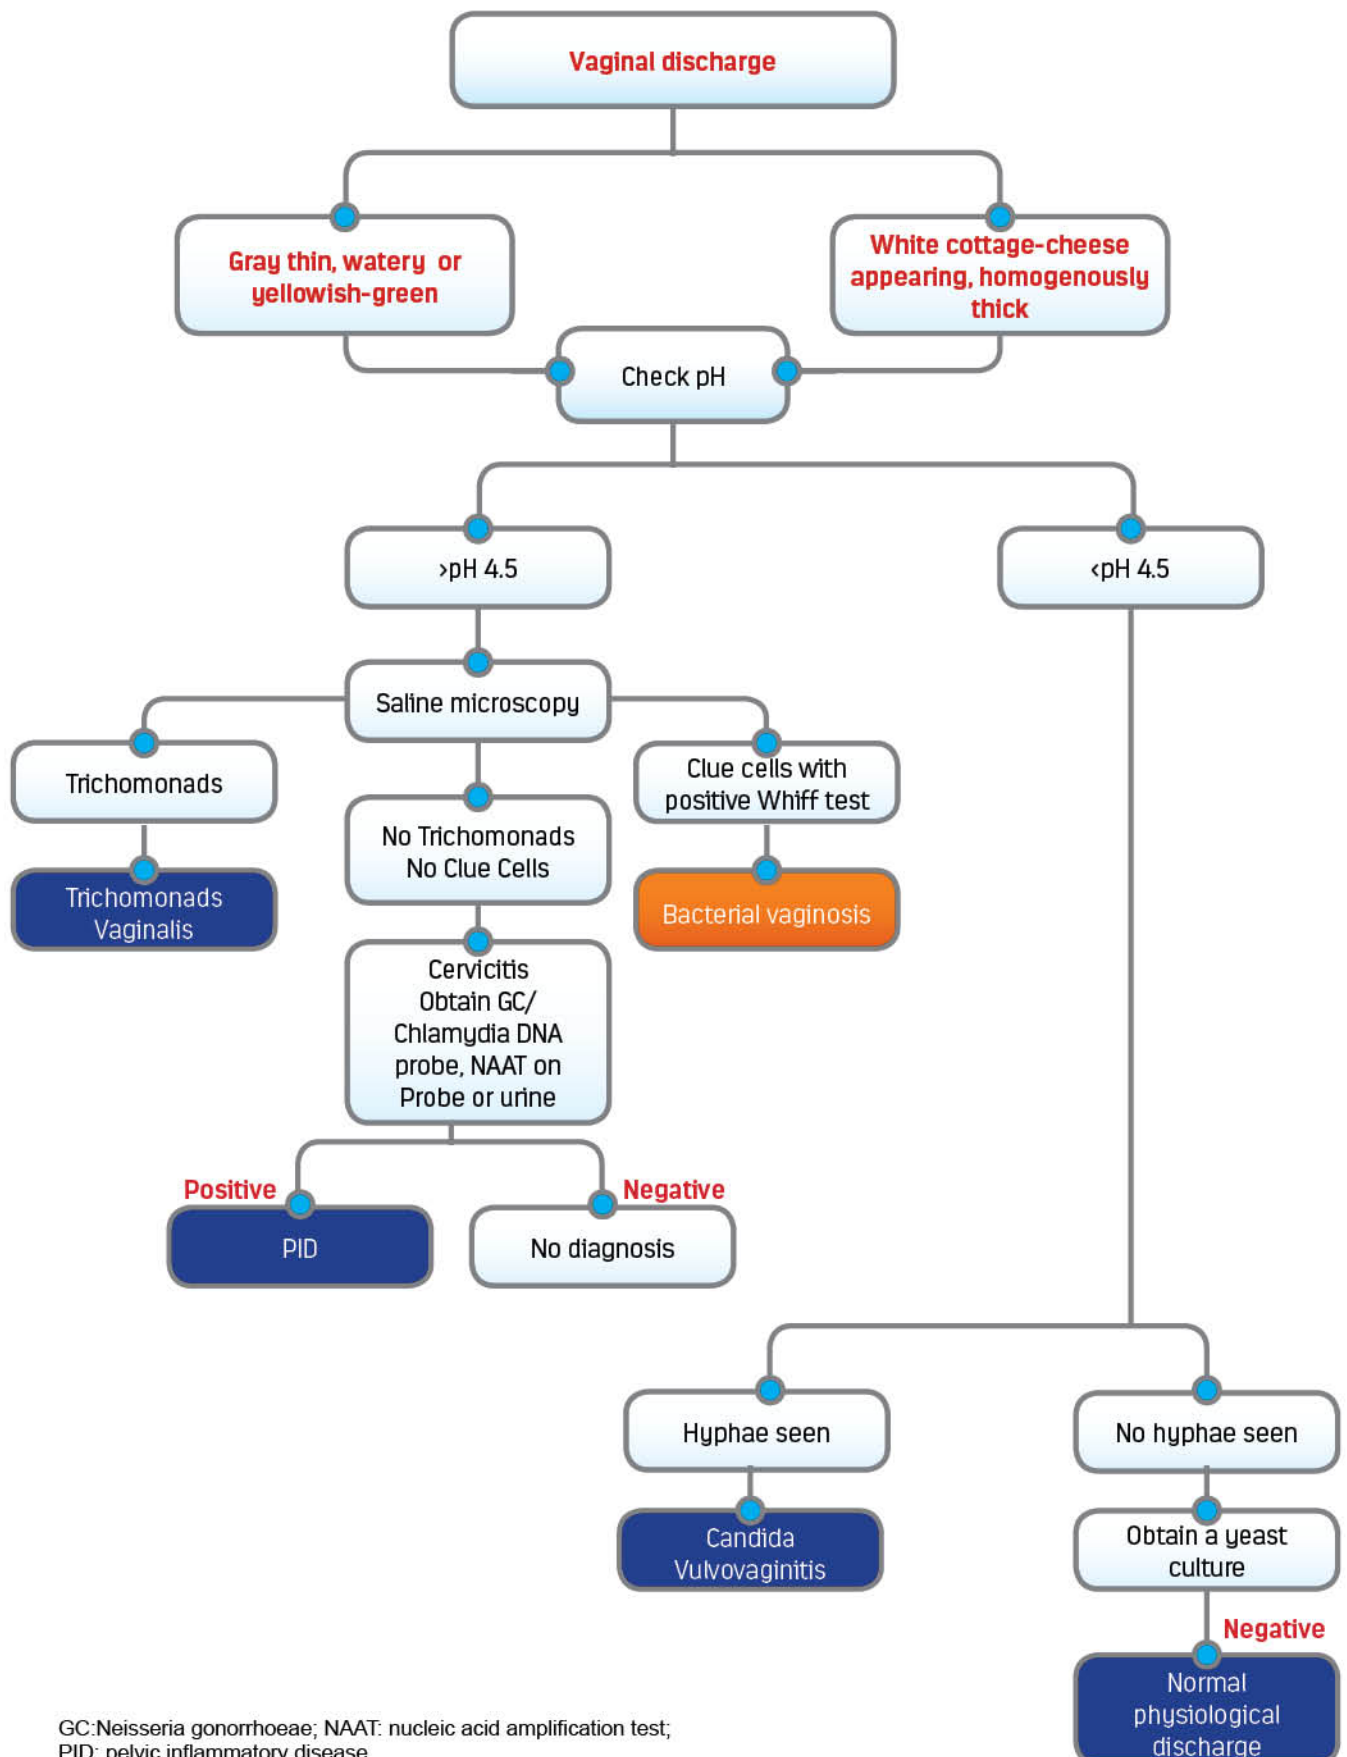 Vaginal discharge
Gray thin, watery or
yellowish-green
White cottage-cheese
appearing, homogenously
thick
Check pH
>pH 4.5
<pH 4.5
Saline microscopy
Trichomonads
Clue cells with
positive Whiff test
No Trichomonads
No Clue Cells
Trichomonads
Vaginalis
Bacterial vaginosis
Cervicitis
Obtain GC/
Chlamydia DNA
probe, NAAT on
Probe or urine
Positive
Negative
PID
No diagnosis
Hyphae seen
No hyphae seen
Candida
Vulvovaginitis
Obtain a yeast
culture
Negative
Normal
physiological
discharge
GC:Neisseria gonorrhoeae; NAAT: nucleic acid amplification test;
PID: pelvic inflammatory disease